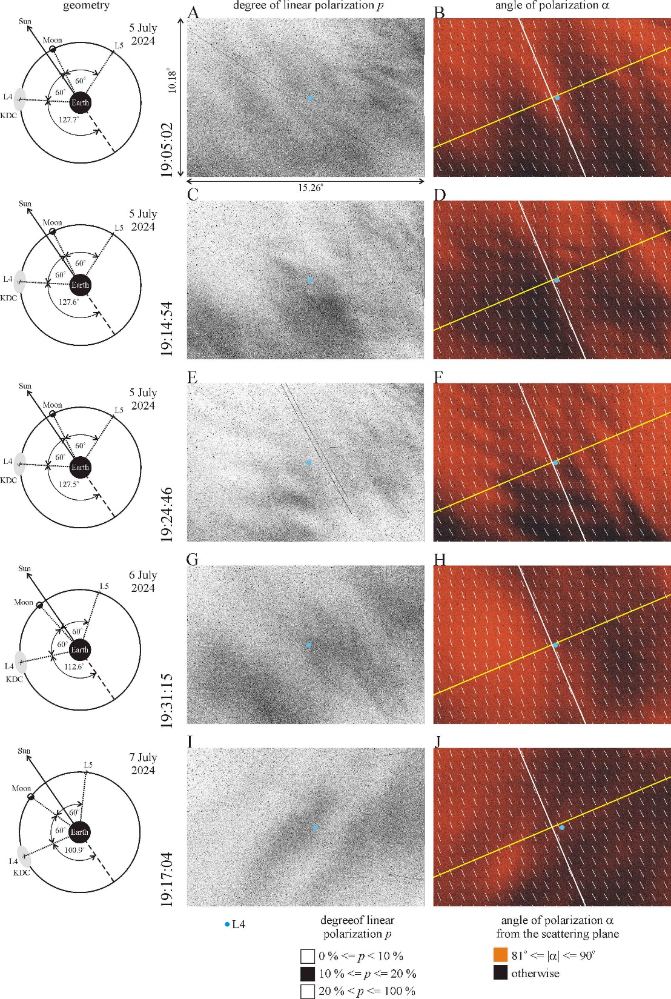 geometry
degree of linear polarization p
angle of polarization α
Sun
Moon
5 July
2024
L5
60°
60°
L4
Earth
KDC
127.7°
19:05:02
A
10.18°
15.26°
B
Sun
Moon
5 July
2024
L5
60°
60°
L4
Earth
KDC
127.6°
19:14:54
C
D
Sun
Moon
5 July
2024
L5
60°
60°
L4
Earth
KDC
127.5°
19:24:46
E
F
Sun
Moon
6 July
2024
L5
60°
60°
Earth
L4
KDC
112.6°
19:31:15
G
H
Sun
Moon
7 July
2024
L5
60°
60°
Earth
L4
KDC
100.9°
19:17:04
I
J
L4
degreeof linear
polarization p
0 % <= p < 10 %
10 % <= p <= 20 %
20 % < p <= 100 %
angle of polarization α
from the scattering plane
81° <= |α| <= 90°
otherwise